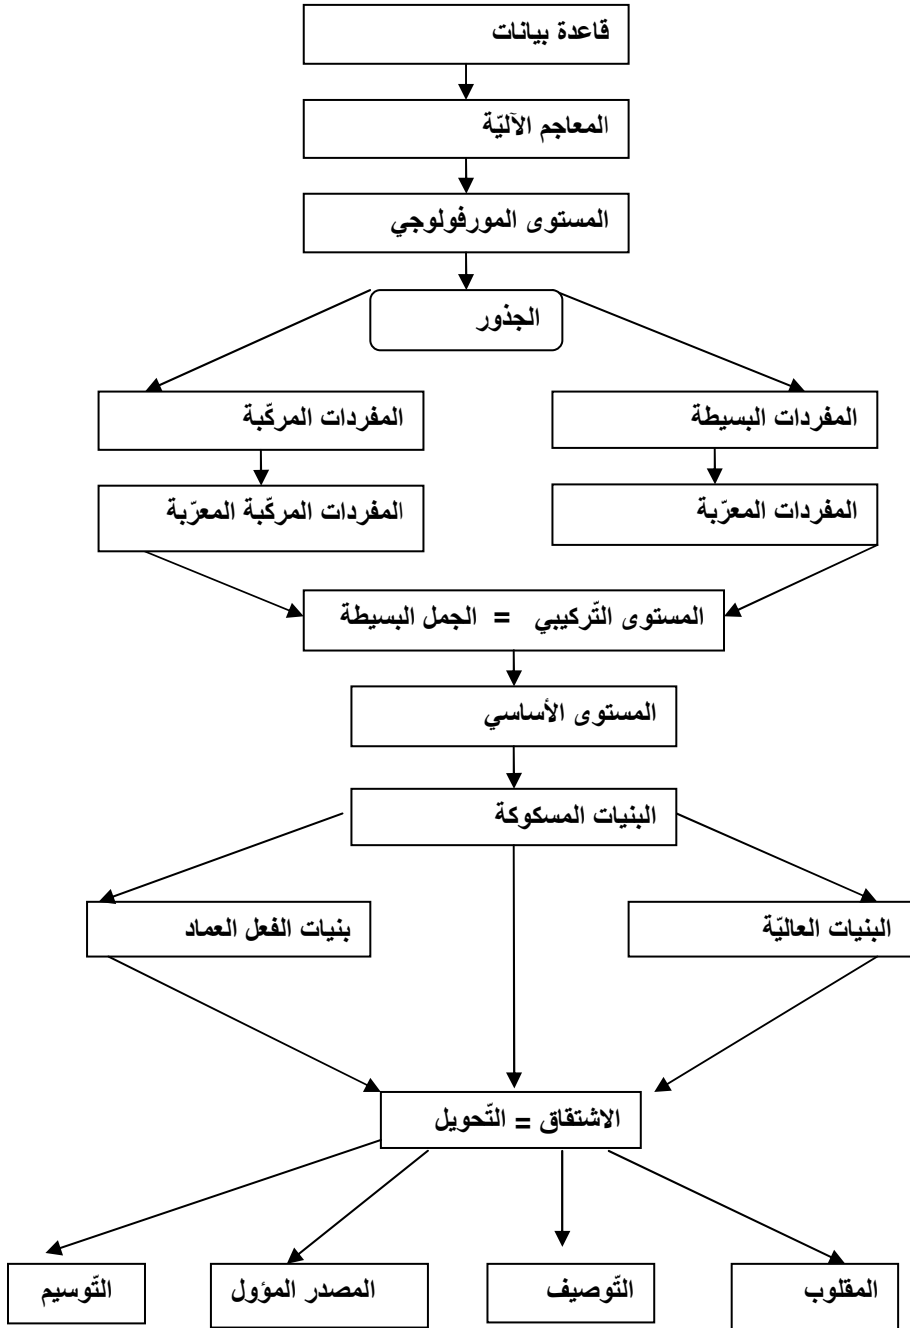 قاعدة بيانات
المعاجم الآليّة
المستوى المورفولوجي
الجذور
المفردات البسيطة
المفردات المركّبة
المفردات المعرّبة
المفردات المركّبة المعرّبة
المستوى التّركيبي = الجمل البسيطة
المستوى الأساسي
البنيات المسكوكة
البنيات العاليّة
بنيات الفعل العماد
الاشتقاق = التّحويل
المقلوب
التّوصيف
المصدر المؤول
التّوسيم